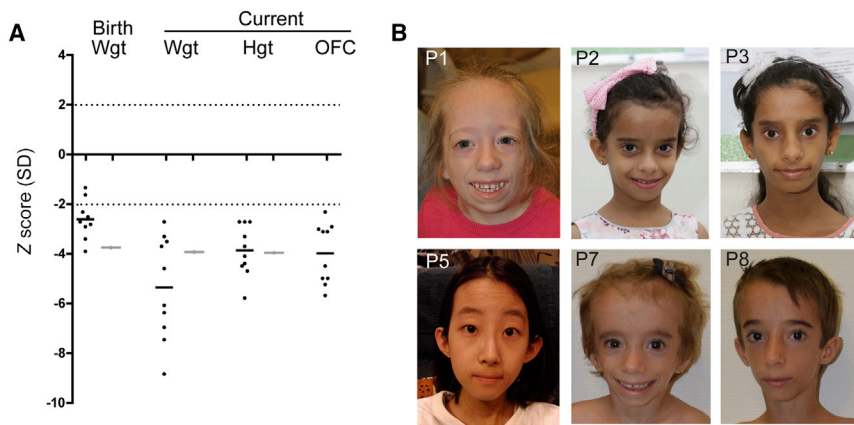 A
Birth
Wgt
Current
Wgt
Hgt
OFC
Z score (SD)
4
2
0
-2
-4
-6
-8
-10
B
P1
P2
P3
P5
P7
P8